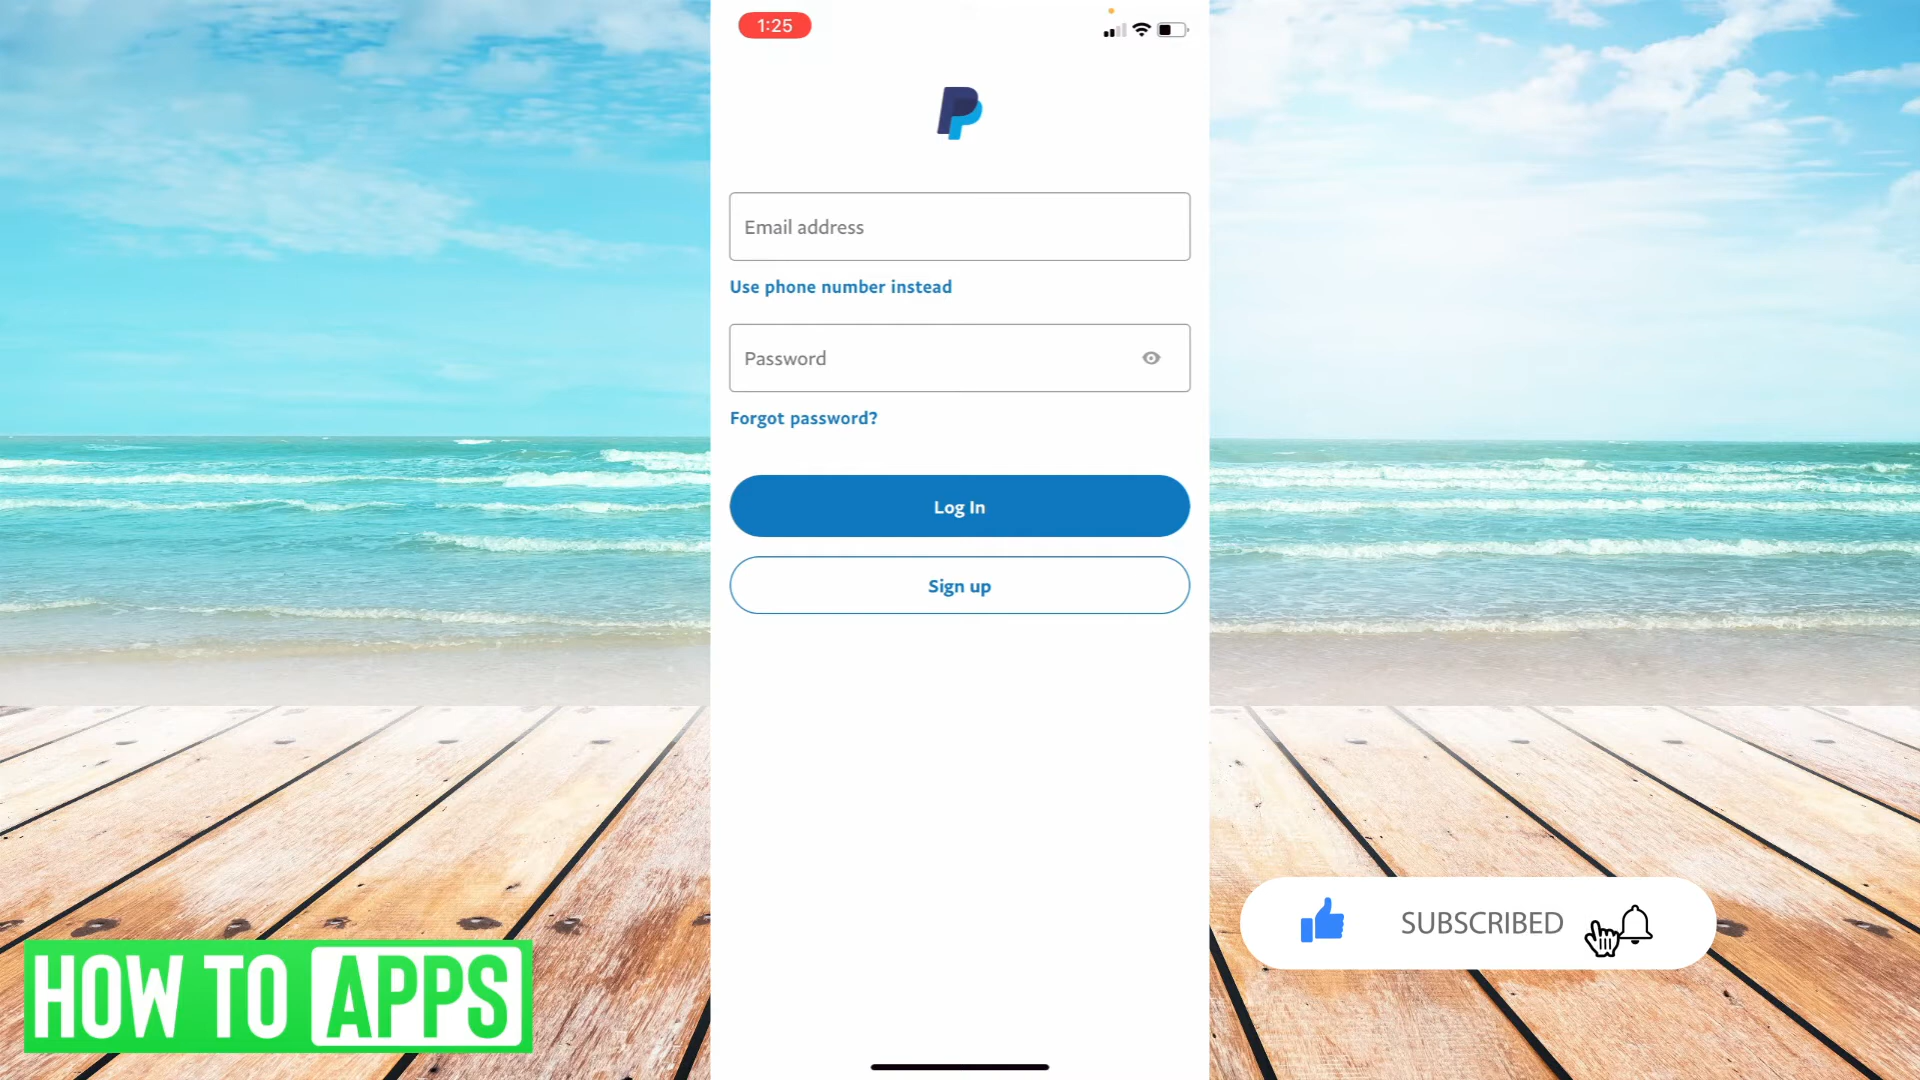 1:25
Email address
Use phone number instead
Password
Forgot password?
Log In
Sign up
SUBSCRIBED
HOW TO APPS